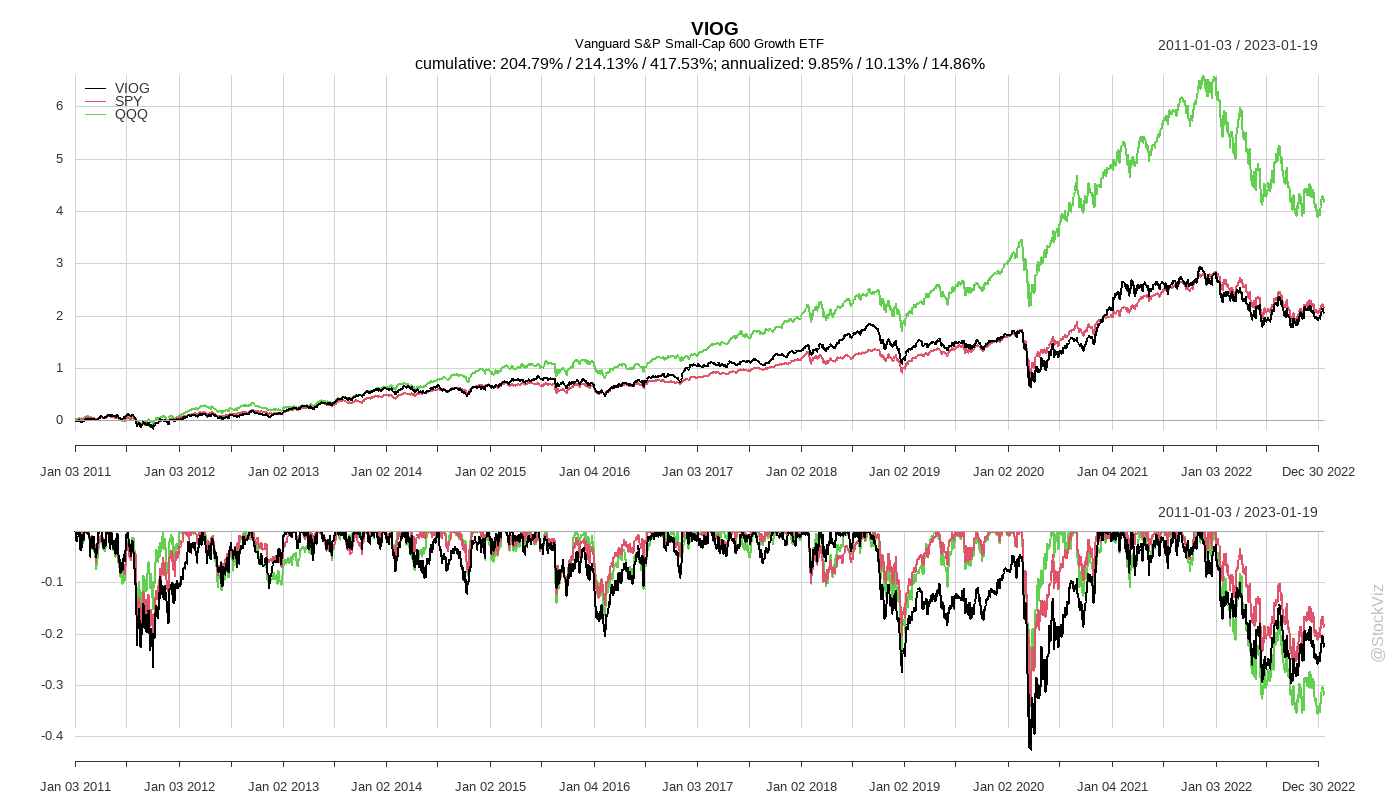 VIOG
Vanguard S&P Small-Cap 600 Growth ETF
2011-01-03 / 2023-01-19
cumulative: 204.79% / 214.13% / 417.53%; annualized: 9.85% / 10.13% / 14.86%
VIOG
SPY
QQQ
6
5
4
3
2
1
0
Jan 03 2011 Jan 03 2012 Jan 02 2013 Jan 02 2014 Jan 02 2015 Jan 04 2016 Jan 03 2017 Jan 02 2018 Jan 02 2019 Jan 02 2020 Jan 04 2021 Jan 03 2022 Dec 30 2022
2011-01-03 / 2023-01-19
-0.1
-0.2
-0.3
-0.4
Jan 03 2011 Jan 03 2012 Jan 02 2013 Jan 02 2014 Jan 02 2015 Jan 04 2016 Jan 03 2017 Jan 02 2018 Jan 02 2019 Jan 02 2020 Jan 04 2021 Jan 03 2022 Dec 30 2022
@StockViz